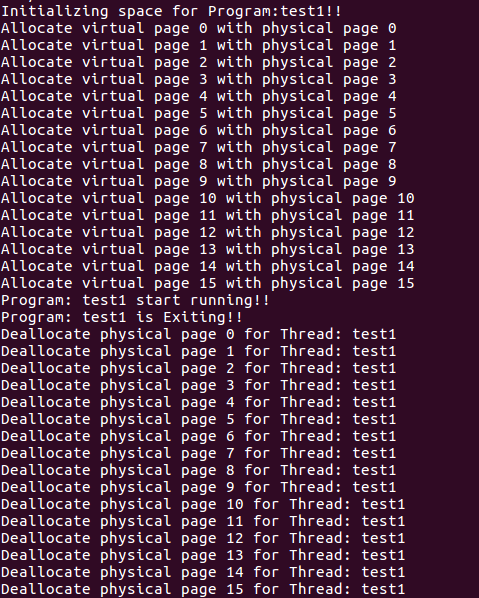 Initializing space for Program:test1!!
Allocate virtual page 0 with physical page 0
Allocate virtual page 1 with physical page 1
Allocate virtual page 2 with physical page 2
Allocate virtual page 3 with physical page 3
Allocate virtual page 4 with physical page 4
Allocate virtual page 5 with physical page 5
Allocate virtual page 6 with physical page 6
Allocate virtual page 7 with physical page 7
Allocate virtual page 8 with physical page 8
Allocate virtual page 9 with physical page 9
Allocate virtual page 10 with physical page 10
Allocate virtual page 11 with physical page 11
Allocate virtual page 12 with physical page 12
Allocate virtual page 13 with physical page 13
Allocate virtual page 14 with physical page 14
Allocate virtual page 15 with physical page 15
Program: test1 start running!!
Program: test1 is Exiting!!
Deallocate physical page 0 for Thread: test1
Deallocate physical page 1 for Thread: test1
Deallocate physical page 2 for Thread: test1
Deallocate physical page 3 for Thread: test1
Deallocate physical page 4 for Thread: test1
Deallocate physical page 5 for Thread: test1
Deallocate physical page 6 for Thread: test1
Deallocate physical page 7 for Thread: test1
Deallocate physical page 8 for Thread: test1
Deallocate physical page 9 for Thread: test1
Deallocate physical page 10 for Thread: test1
Deallocate physical page 11 for Thread: test1
Deallocate physical page 12 for Thread: test1
Deallocate physical page 13 for Thread: test1
Deallocate physical page 14 for Thread: test1
Deallocate physical page 15 for Thread: test1